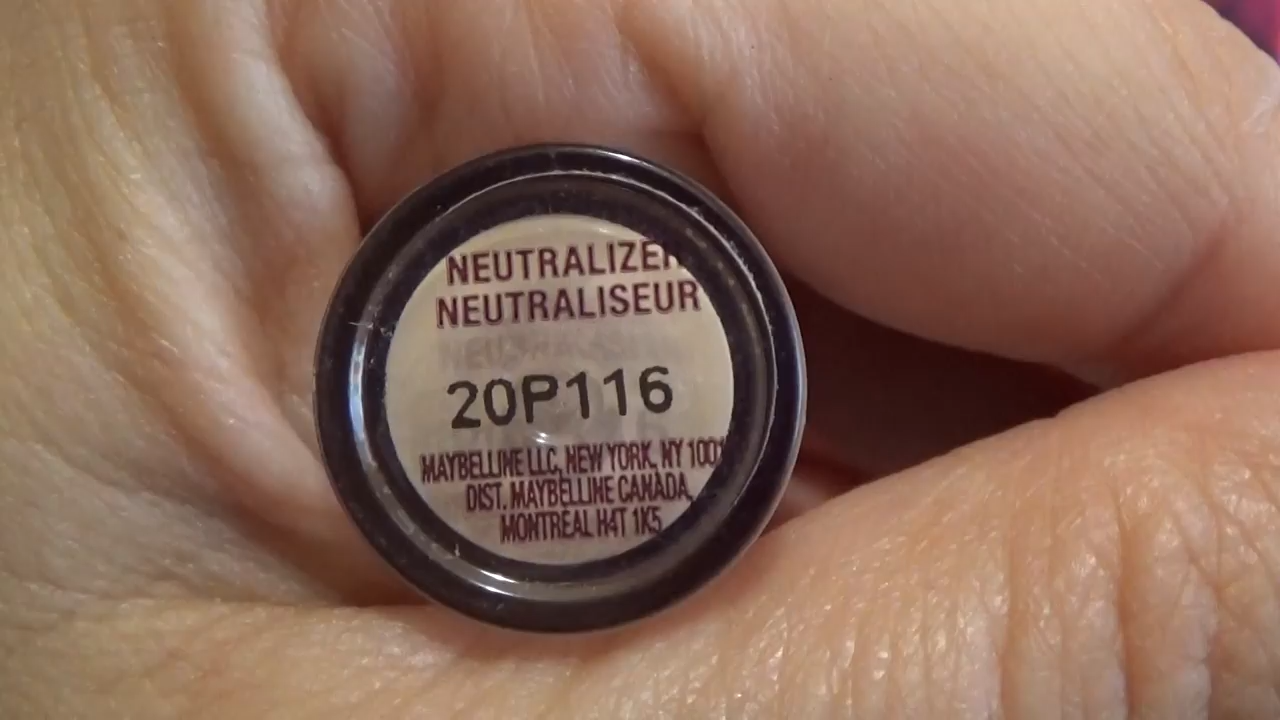 NEUTRALIZER
NEUTRALISEUR
20P116
MAYBELLINE LLC, NEW YORK, NY
DIST. MAYBELLINE CANADA,
MONTREAL H4T 1K5